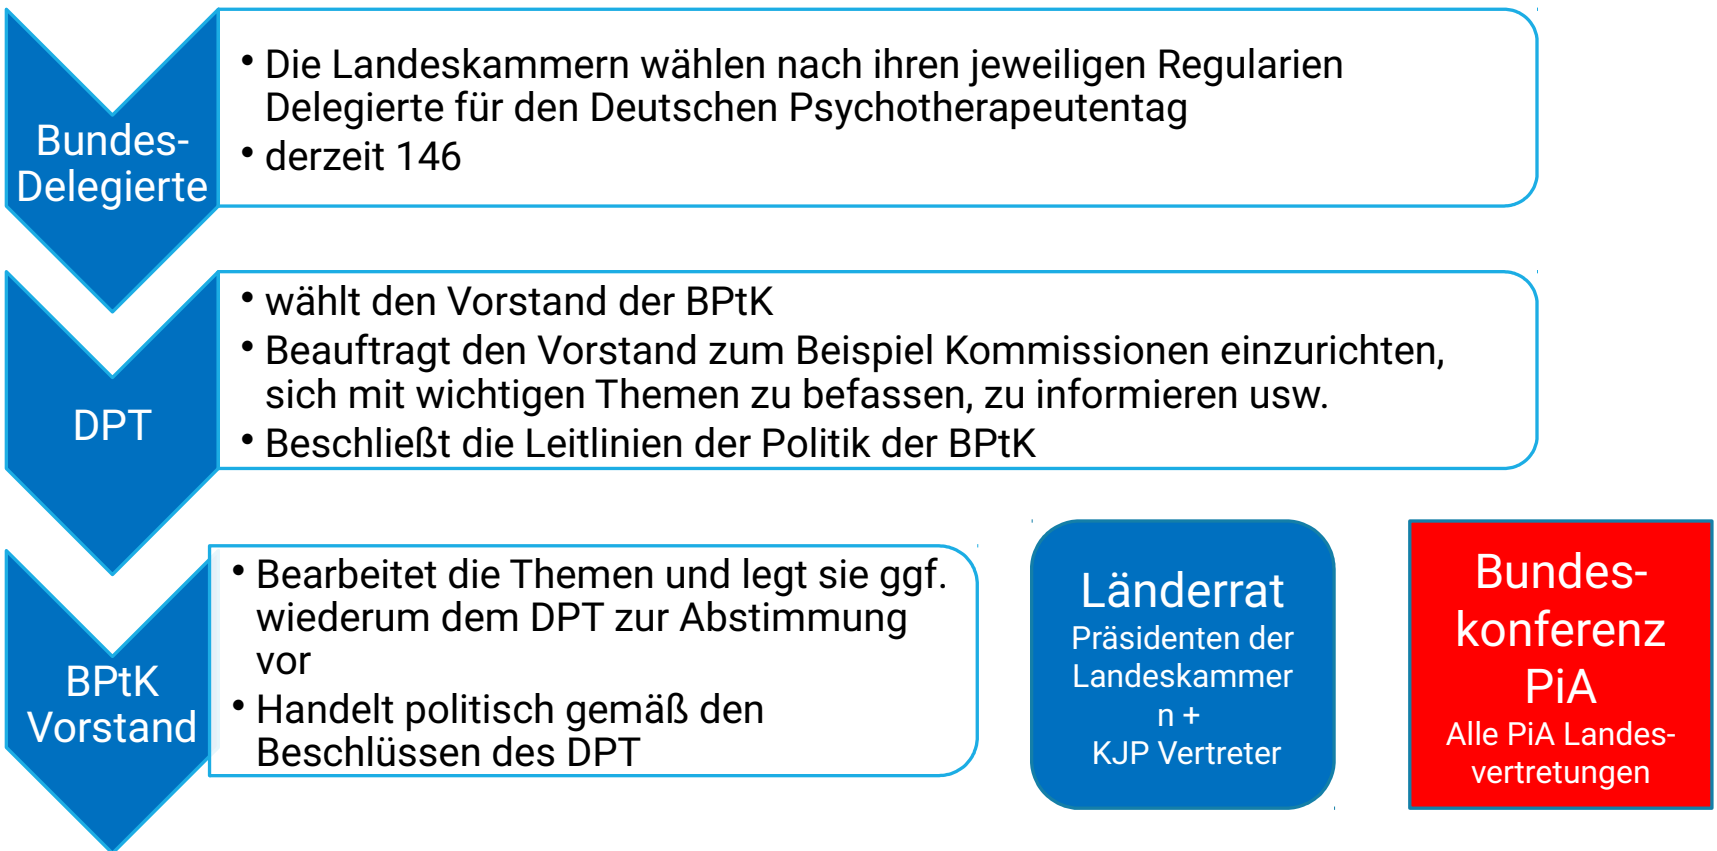 Bundes-
Delegierte
• Die Landeskammern wählen nach ihren jeweiligen Regularien
Delegierte für den Deutschen Psychotherapeutentag
• derzeit 146
DPT
• wählt den Vorstand der BPtK
• Beauftragt den Vorstand zum Beispiel Kommissionen einzurichten,
sich mit wichtigen Themen zu befassen, zu informieren usw.
• Beschließt die Leitlinien der Politik der BPtK
BPtK
Vorstand
• Bearbeitet die Themen und legt sie ggf.
wiederum dem DPT zur Abstimmung
vor
• Handelt politisch gemäß den
Beschlüssen des DPT
Länderrat
Präsidenten der
Landeskammer
n +
KJP Vertreter
Bundes-
konferenz
PiA
Alle PiA Landes-
vertretungen